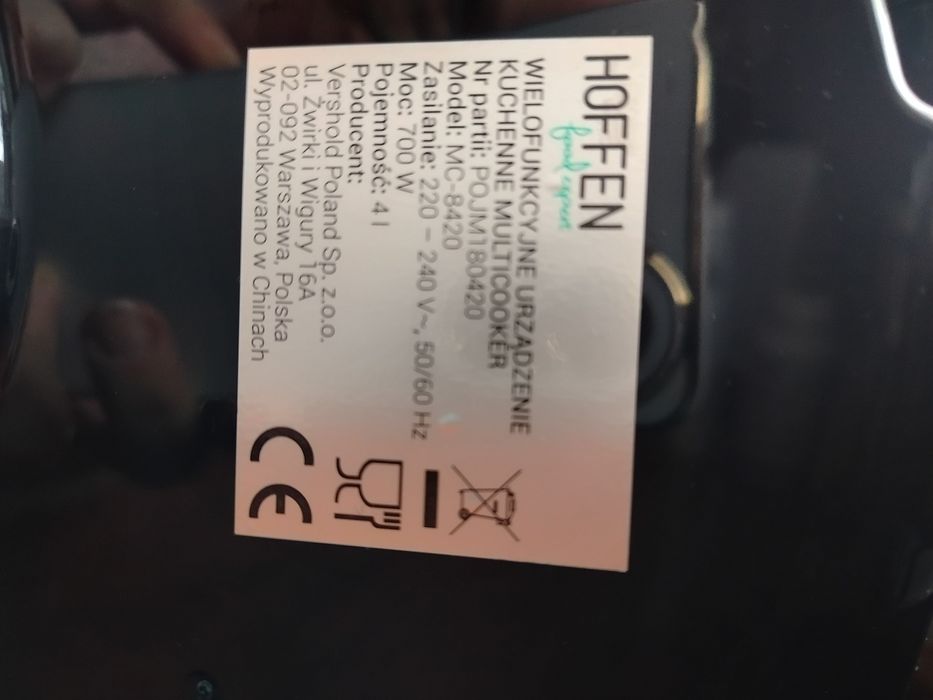 HOFFEN
food expert
WIELOFUNKCYJNE URZĄDZENIE
KUCHENNE MULTICOOKER
Nr partii: POJM180420
Model: MC-8420
Zasilanie: 220 – 240 V~, 50/60 Hz
Moc: 700 W
Pojemność: 4 l
Producent:
Vershold Poland Sp. z.o.o.
ul. Żwirki i Wigury 16A
02-092 Warszawa, Polska
Wyprodukowano w Chinach
CE